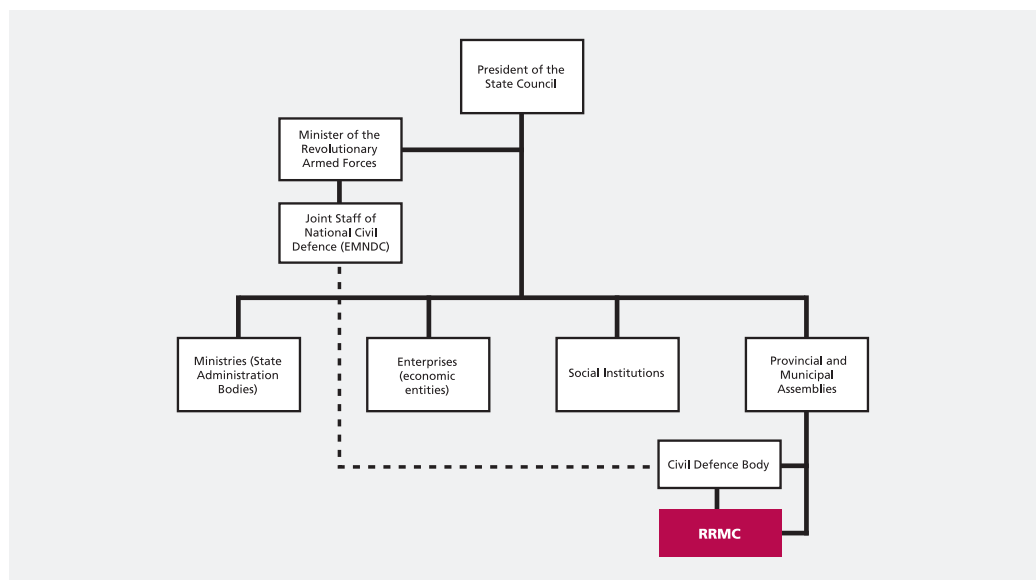 President of the
State Council
Minister of the
Revolutionary
Armed Forces
Joint Staff of
National Civil
Defence (EMNDC)
Ministries (State
Administration
Bodies)
Enterprises
(economic
entities)
Social Institutions
Provincial and
Municipal
Assemblies
Civil Defence Body
RRMC